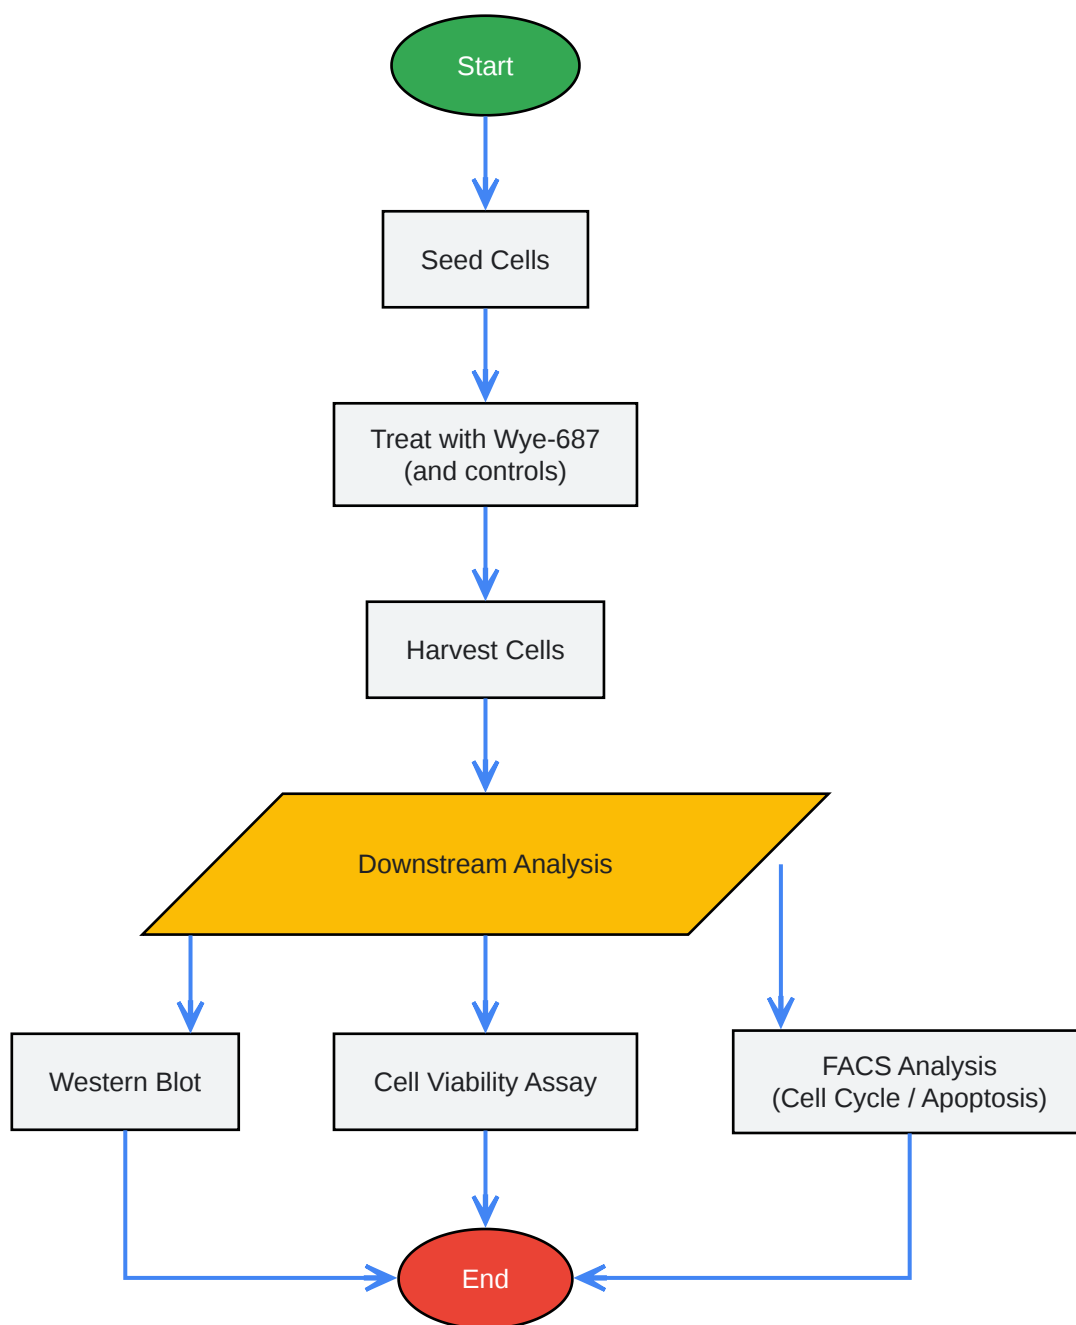 Start
Seed Cells
Treat with Wye-687
(and controls)
Harvest Cells
Downstream Analysis
Western Blot
Cell Viability Assay
FACS Analysis
(Cell Cycle / Apoptosis)
End